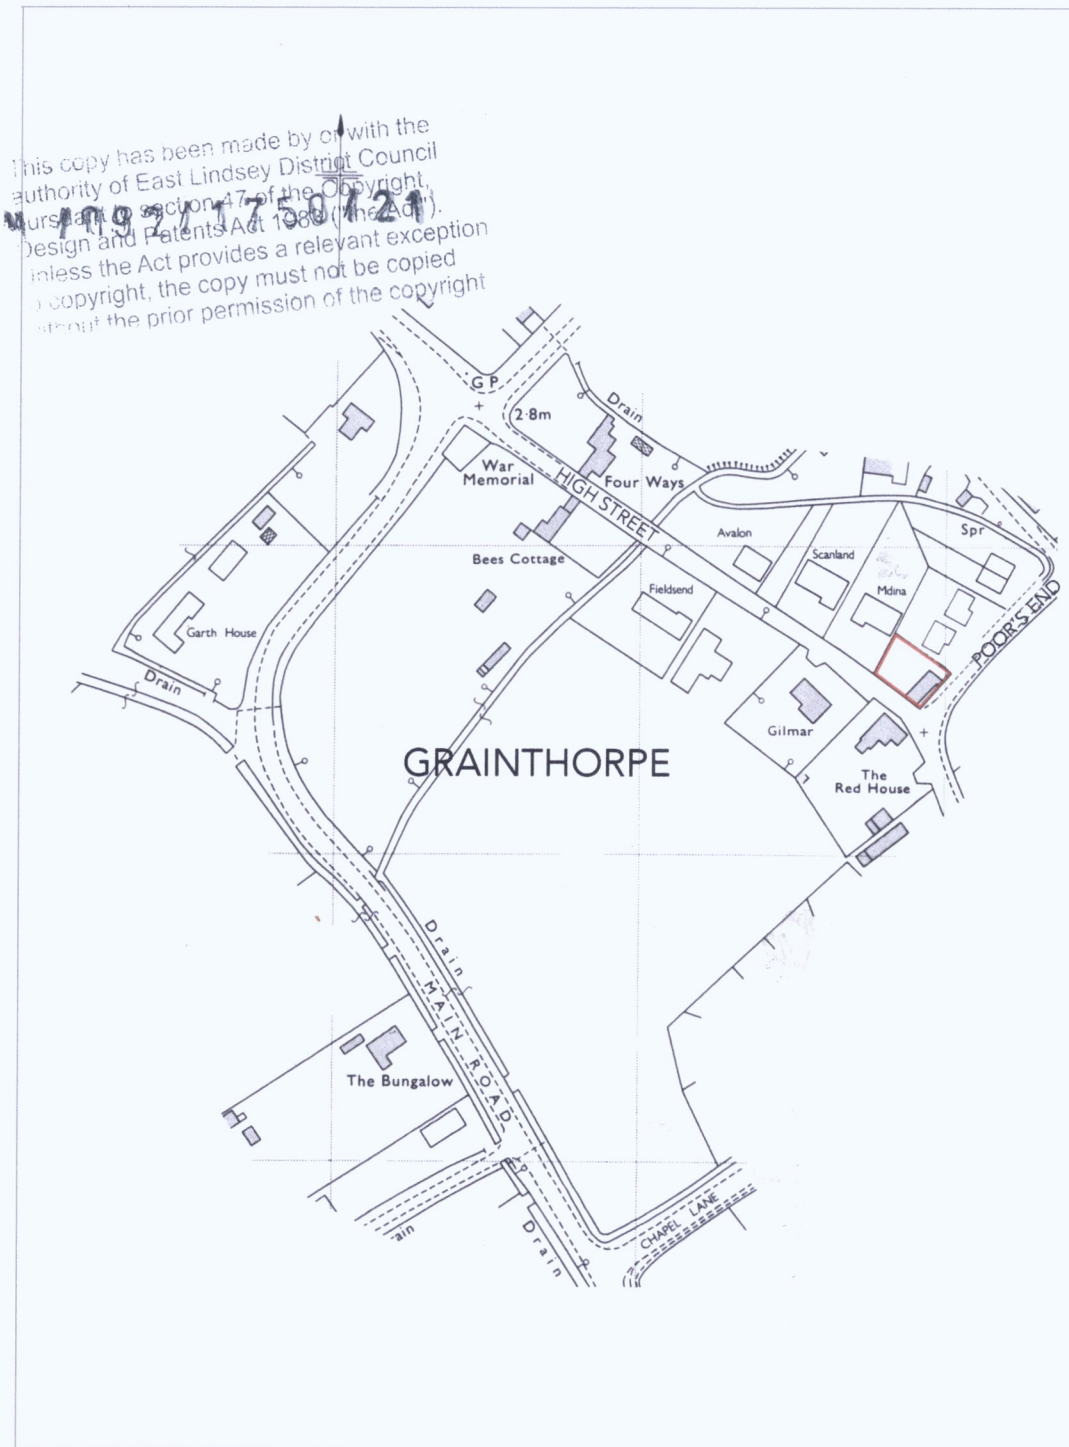 This copy has been made by or with the
authority of East Lindsey District Council
pursuant to section 47 of the Copyright,
Design and Patents Act 1988 ("the Act").
Unless the Act provides a relevant exception
copyright, the copy must not be copied
without the prior permission of the copyright
/1750/21
G P
2·8m
Drain
War
Memorial
HIGH STREET
Four Ways
Bees Cottage
Avalon
Scanland
Mdina
Spr
Fieldsend
POOR'S END
Garth House
Drain
Gilmar
GRAINTHORPE
The
Red House
Drain
MAIN ROAD
The Bungalow
CHAPEL LANE
ain
Drain